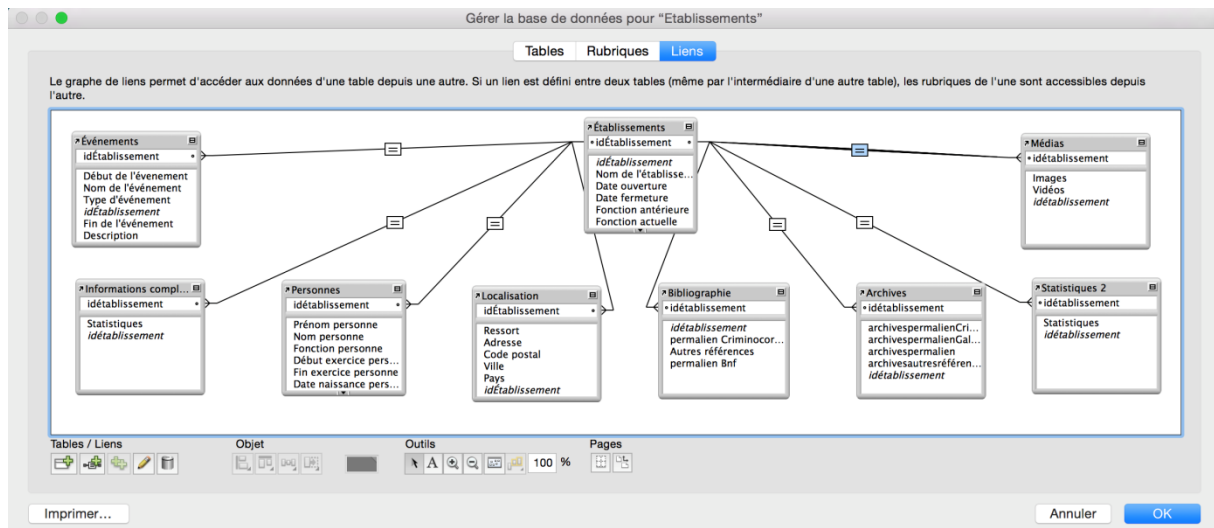 Gérer la base de données pour “Etablissements”
Tables Rubriques Liens
Le graphe de liens permet d'accéder aux données d'une table depuis une autre. Si un lien est défini entre deux tables (même par l'intermédiaire d'une autre table), les rubriques de l'une sont accessibles depuis
l'autre.
Événements
idÉtablissement
Début de l'évenement
Nom de l'événement
Type d'événement
idÉtablissement
Fin de l'événement
Description
Établissements
idÉtablissement
idÉtablissement
Nom de l'établisse...
Date ouverture
Date fermeture
Fonction antérieure
Fonction actuelle
Médias
idétablissement
Images
Vidéos
idétablissement
Informations compl...
idétablissement
Statistiques
idétablissement
Personnes
idétablissement
Prénom personne
Nom personne
Fonction personne
Début exercice pers...
Fin exercice personne
Date naissance pers...
Localisation
idÉtablissement
Ressort
Adresse
Code postal
Ville
Pays
idÉtablissement
Bibliographie
idétablissement
idétablissement
permalien Criminocor...
Autres références
permalien Bnf
Archives
idétablissement
archivespermalienCri...
archivespermalienGal...
archivespermalien
archivesautresréféren...
idétablissement
Statistiques 2
idétablissement
Statistiques
idétablissement
Tables / Liens Objet Outils Pages
A 100 %
Imprimer... Annuler OK